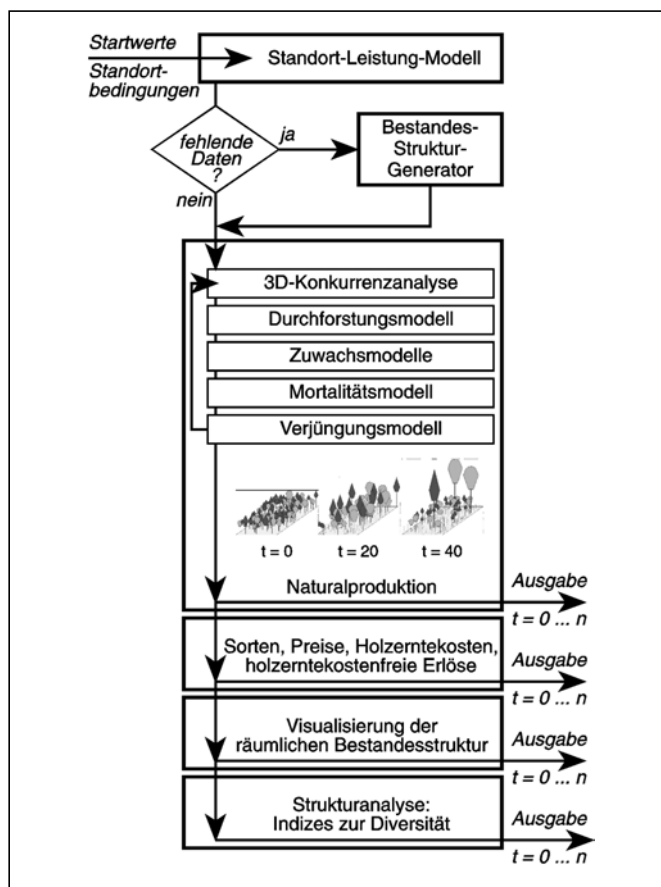 Startwerte
Standort-
bedingungen
Standort-Leistung-Modell
fehlende
Daten
?
ja
nein
Bestandes-
Struktur-
Generator
3D-Konkurrenzanalyse
Durchforstungsmodell
Zuwachsmodelle
Mortalitätsmodell
Verjüngungsmodell
t = 0
t = 20
t = 40
Naturalproduktion
Ausgabe
t = 0 ... n
Sorten, Preise, Holzerntekosten,
holzerntekostenfreie Erlöse
Ausgabe
t = 0 ... n
Visualisierung der
räumlichen Bestandesstruktur
Ausgabe
t = 0 ... n
Strukturanalyse:
Indizes zur Diversität
Ausgabe
t = 0 ... n